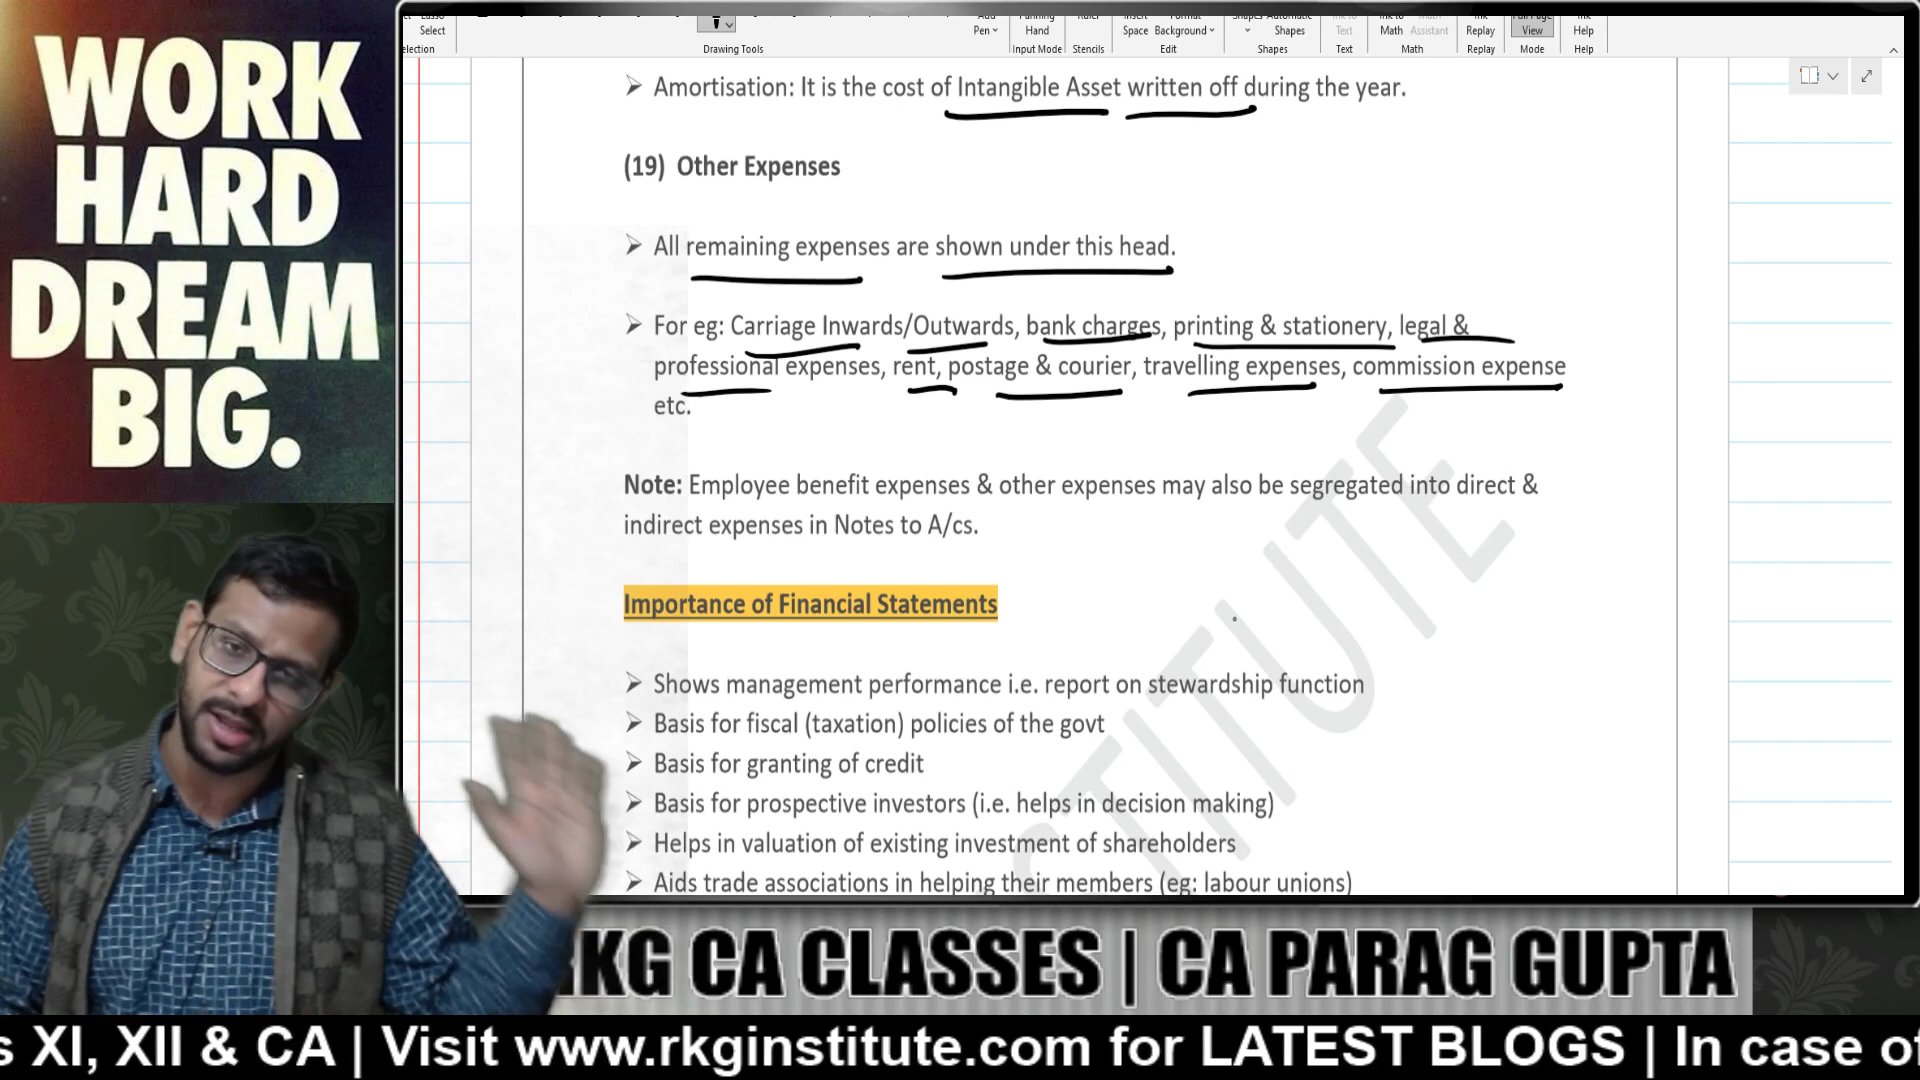 WORK
HARD
DREAM
BIG.
Select
Pen
Hand
Space
Background
Shapes
Text
Math
Assistant
Replay
View
Help
Drawing Tools
Input Mode
Stencils
Edit
Shapes
Text
Math
Replay
Mode
Help
Amortisation: It is the cost of Intangible Asset written off during the year.
(19) Other Expenses
All remaining expenses are shown under this head.
For eg: Carriage Inwards/Outwards, bank charges, printing & stationery, legal &
professional expenses, rent, postage & courier, travelling expenses, commission expense
etc.
Note: Employee benefit expenses & other expenses may also be segregated into direct &
indirect expenses in Notes to A/cs.
Importance of Financial Statements
Shows management performance i.e. report on stewardship function
Basis for fiscal (taxation) policies of the govt
Basis for granting of credit
Basis for prospective investors (i.e. helps in decision making)
Helps in valuation of existing investment of shareholders
Aids trade associations in helping their members (eg: labour unions)
STITUTE
RKG CA CLASSES | CA PARAG GUPTA
s XI, XII & CA | Visit www.rkginstitute.com for LATEST BLOGS | In case of